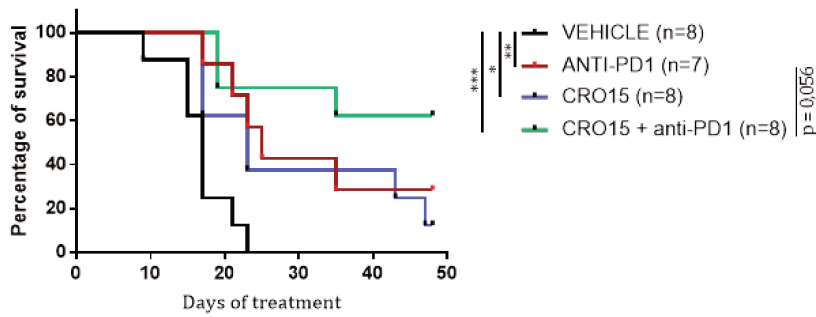 Percentage of survival
100
80
60
40
20
0
0 10 20 30 40 50
Days of treatment
***
*
**
VEHICLE (n=8)
ANTI-PD1 (n=7)
CRO15 (n=8)
CRO15 + anti-PD1 (n=8)
p = 0,056